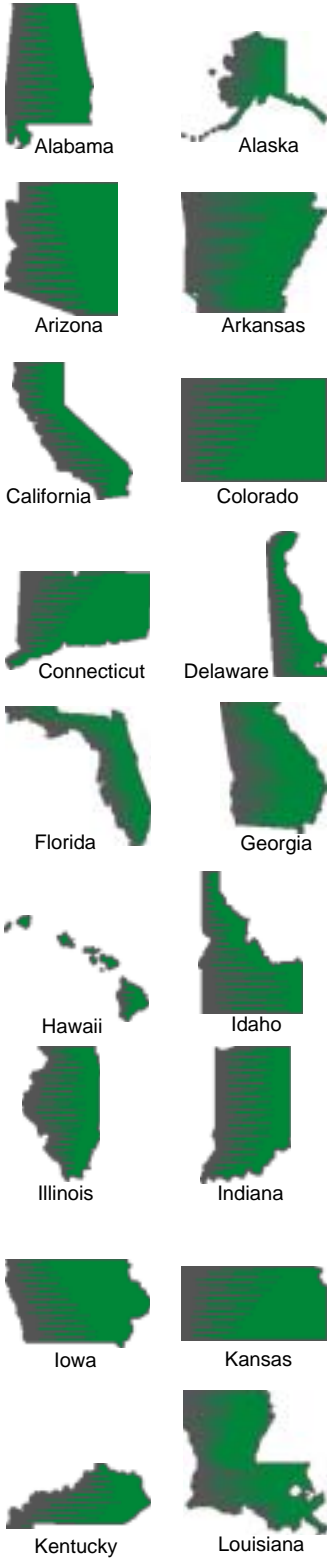 Alabama
Alaska
Arizona
Arkansas
California
Colorado
Connecticut
Delaware
Florida
Georgia
Hawaii
Idaho
Illinois
Indiana
Iowa
Kansas
Kentucky
Louisiana